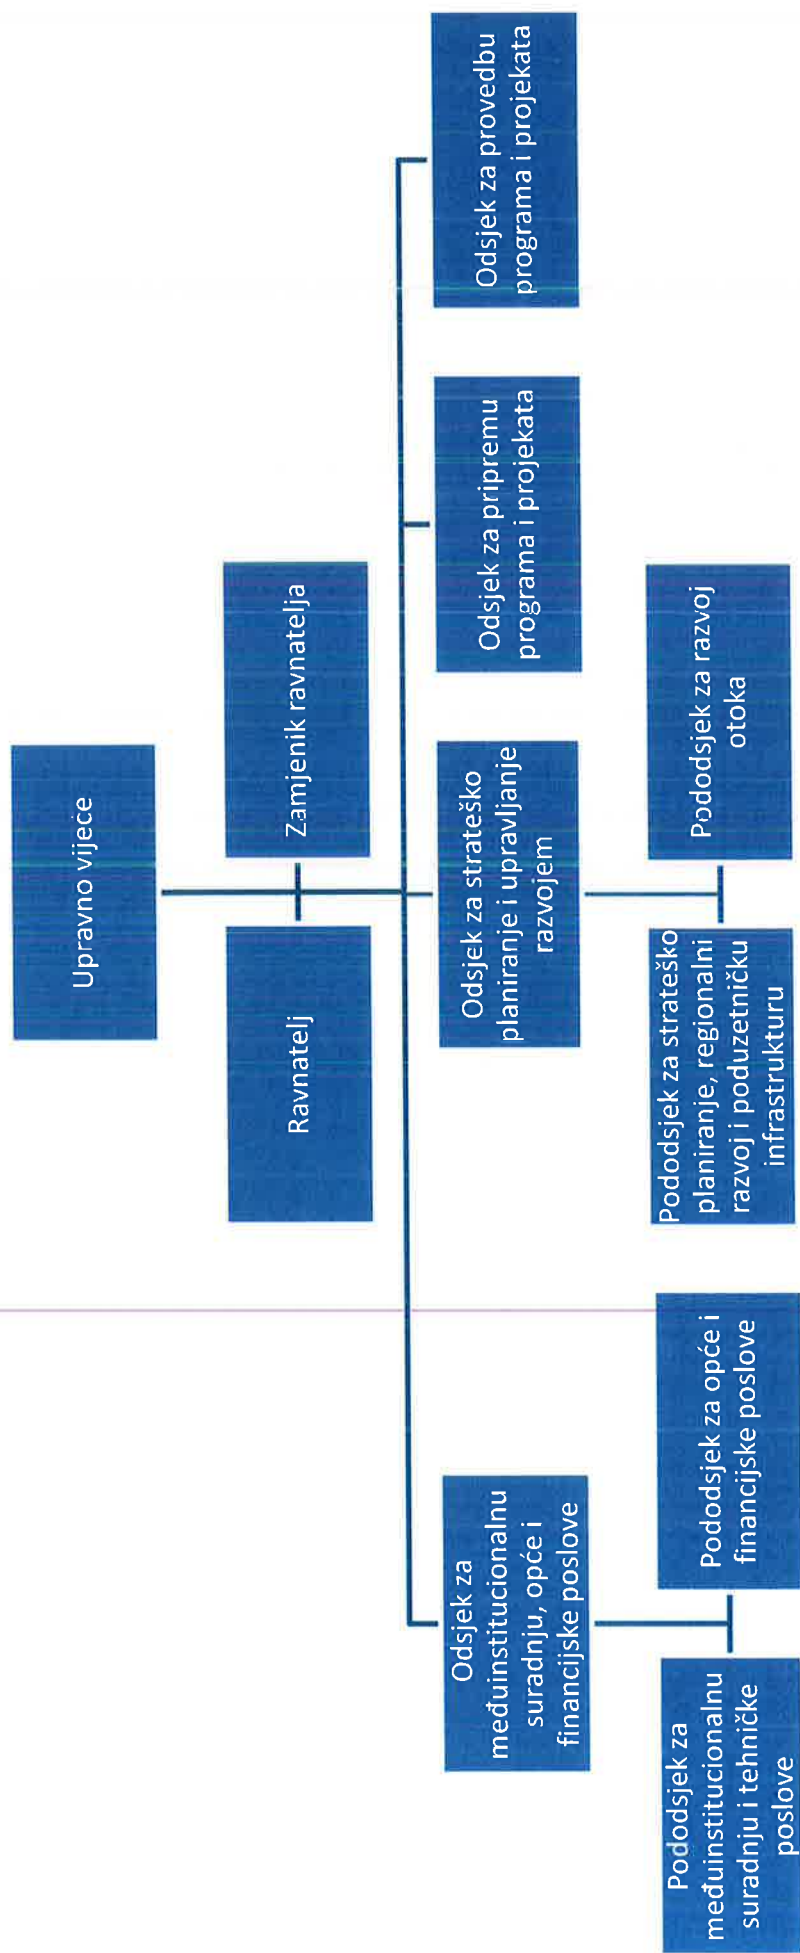 Upravno vijeće
Ravnatelj
Zamjenik ravnatelja
Odsjek za
međuinstitucionalnu
suradnju, opće i
financijske poslove
Odsjek za strateško
planiranje i upravljanje
razvojem
Odsjek za pripremu
programa i projekata
Odsjek za provedbu
programa i projekata
Pododsjek za
međuinstitucionalnu
suradnju i tehničke
poslove
Pododsjek za opće i
financijske poslove
Pododsjek za strateško
planiranje, regionalni
razvoj i poduzetničku
infrastrukturu
Pododsjek za razvoj
otoka